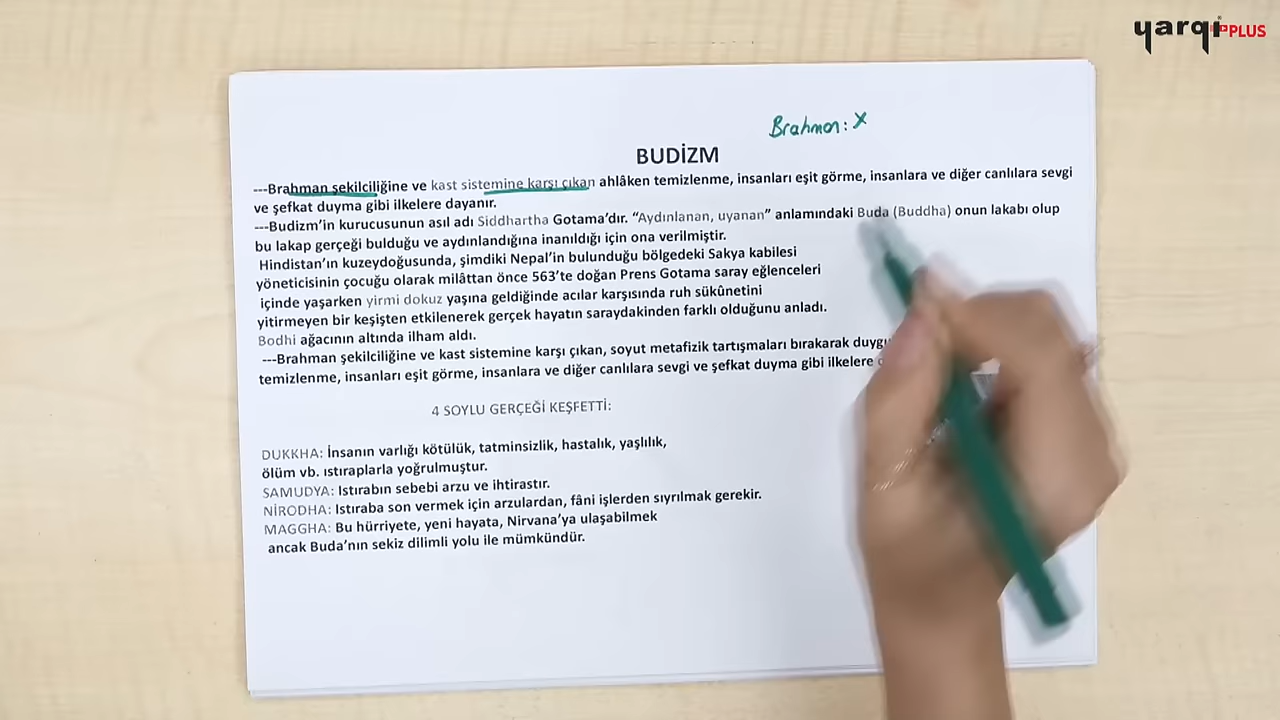 yarqı PLUS
Brahman: X
BUDİZM
---Brahman şekilciliğine ve kast sistemine karşı çıkan ahlâken temizlenme, insanları eşit görme, insanlara ve diğer canlılara sevgi
ve şefkat duyma gibi ilkelere dayanır.
---Budizm'in kurucusunun asıl adı Siddhartha Gotama'dır. “Aydınlanan, uyanan” anlamındaki Buda (Buddha) onun lakabı olup
bu lakap gerçeği bulduğu ve aydınlandığına inanıldığı için ona verilmiştir.
Hindistan'ın kuzeydoğusunda, şimdiki Nepal'in bulunduğu bölgedeki Sakya kabilesi
yöneticisinin çocuğu olarak milâttan önce 563'te doğan Prens Gotama saray eğlenceleri
içinde yaşarken yirmi dokuz yaşına geldiğinde acılar karşısında ruh sükûnetini
yitirmeyen bir keşişten etkilenerek gerçek hayatın saraydakinden farklı olduğunu anladı.
Bodhi ağacının altında ilham aldı.
---Brahman şekilciliğine ve kast sistemine karşı çıkan, soyut metafizik tartışmaları bırakarak
temizlenme, insanları eşit görme, insanlara ve diğer canlılara sevgi ve şefkat duyma gibi ilkelere
4 SOYLU GERÇEĞİ KEŞFETTİ:
DUKKHA: İnsanın varlığı kötülük, tatminsizlik, hastalık, yaşlılık,
ölüm vb. ıstıraplarla yoğrulmuştur.
SAMUDYA: Istırabın sebebi arzu ve ihtirastır.
NİRODHA: Istıraba son vermek için arzulardan, fâni işlerden sıyrılmak gerekir.
MAGGHA: Bu hürriyete, yeni hayata, Nirvana'ya ulaşabilmek
ancak Buda'nın sekiz dilimli yolu ile mümkündür.